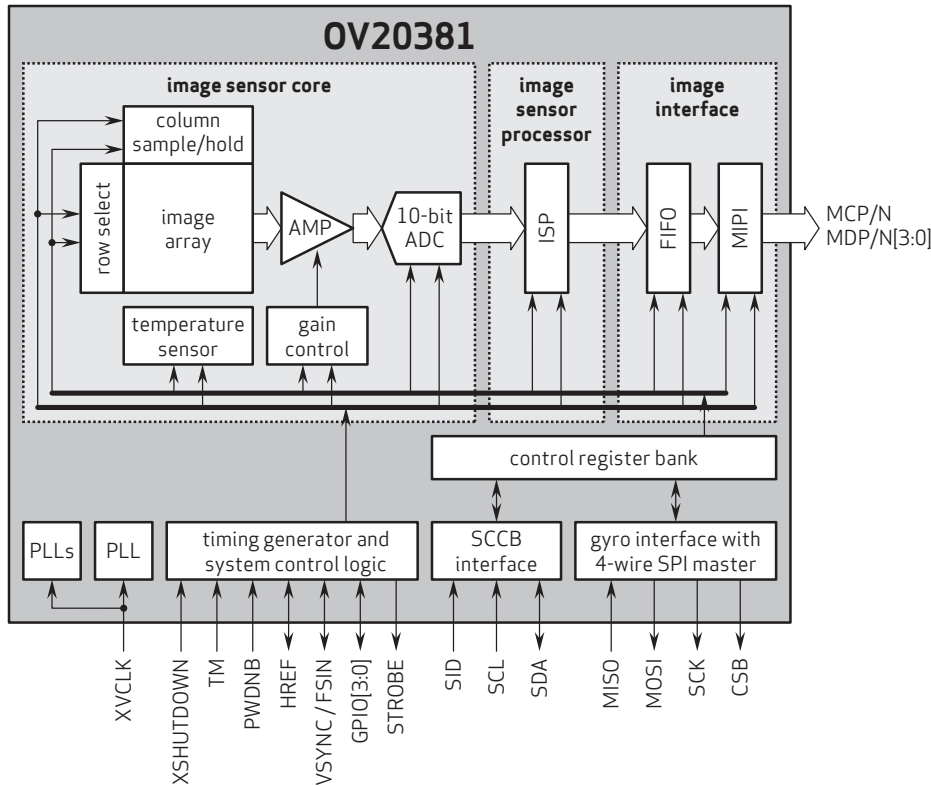 OV20381
image sensor core
image
sensor
processor
image
interface
column
sample/hold
row select
image
array
AMP
10-bit
ADC
ISP
FIFO
MIPI
MCP/N
MDP/N[3:0]
temperature
sensor
gain
control
control register bank
PLLs
PLL
timing generator and
system control logic
SCCB
interface
gyro interface with
4-wire SPI master
XVCLK
XSHUTDOWN
TM
PWDNB
HREF
VSYNC / FSIN
GPIO[3:0]
STROBE
SID
SCL
SDA
MISO
MOSI
SCK
CSB